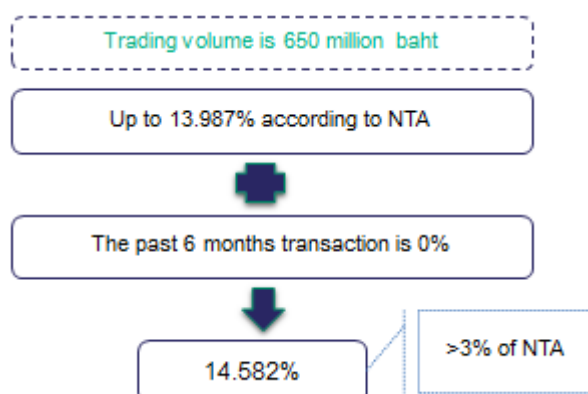 Trading volume is 650 million baht
Up to 13.987% according to NTA
The past 6 months transaction is 0%
14.582%
>3% of NTA